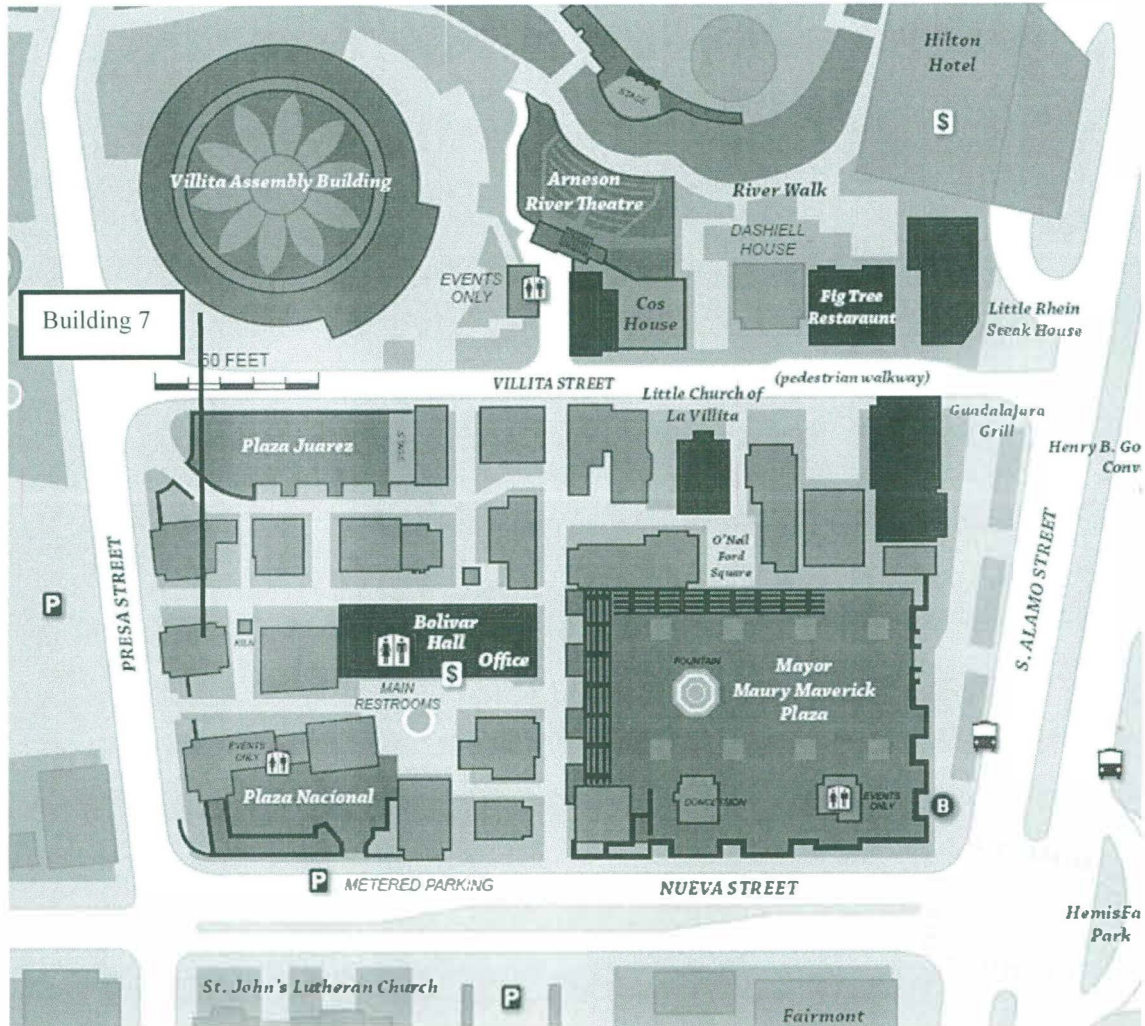 Hilton
Hotel
$
STAGE
Villita Assembly Building
Arneson
River Theatre
River Walk
DASHIELL
HOUSE
EVENTS
ONLY
Cos
House
Fig Tree
Restaraunt
Little Rhein
Steak House
Building 7
60 FEET
VILLITA STREET
(pedestrian walkway)
Little Church of
La Villita
Guadalajara
Grill
Plaza Juarez
STAGE
Henry B. Go
Conv
O'Neil
Ford
Square
PRESA STREET
S. ALAMO STREET
P
KILN
Bolivar
Hall
Office
$
MAIN
RESTROOMS
FOUNTAIN
Mayor
Maury Maverick
Plaza
EVENTS
ONLY
Plaza Nacional
CONCESSION
EVENTS
ONLY
B
P
METERED PARKING
NUEVA STREET
HemisFa
Park
St. John's Lutheran Church
P
Fairmont